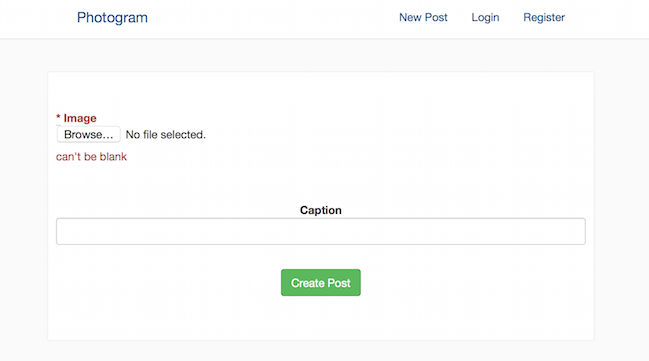 Photogram New Post Login Register
* Image
Browse... No file selected.
can't be blank
Caption
Create Post